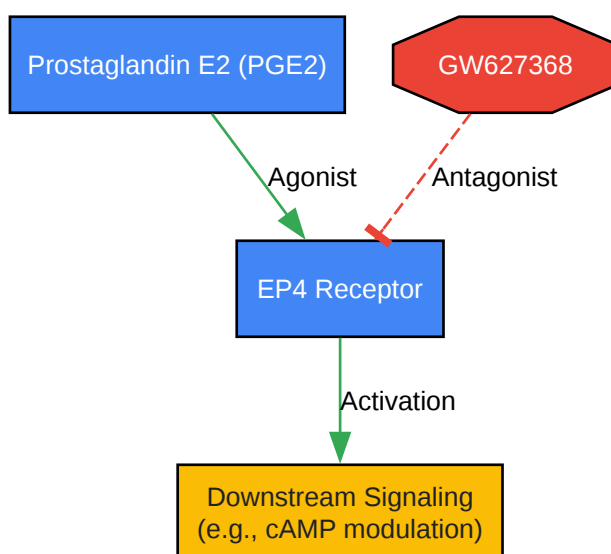 Prostaglandin E2 (PGE2)
GW627368
Agonist
Antagonist
EP4 Receptor
Activation
Downstream Signaling
(e.g., cAMP modulation)